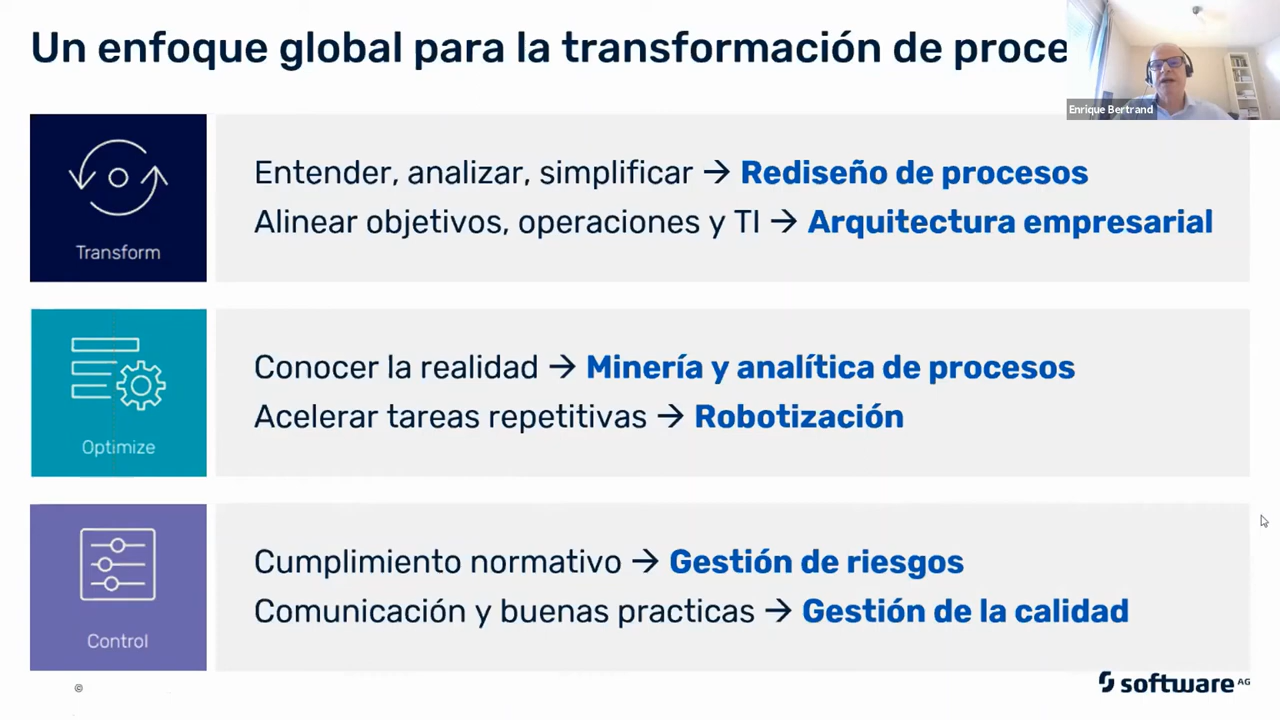 Un enfoque global para la transformación de proce
Enrique Bertrand
Transform
Entender, analizar, simplificar → Rediseño de procesos
Alinear objetivos, operaciones y TI → Arquitectura empresarial
Optimize
Conocer la realidad → Minería y analítica de procesos
Acelerar tareas repetitivas → Robotización
Control
Cumplimiento normativo → Gestión de riesgos
Comunicación y buenas practicas → Gestión de la calidad
©
software AG